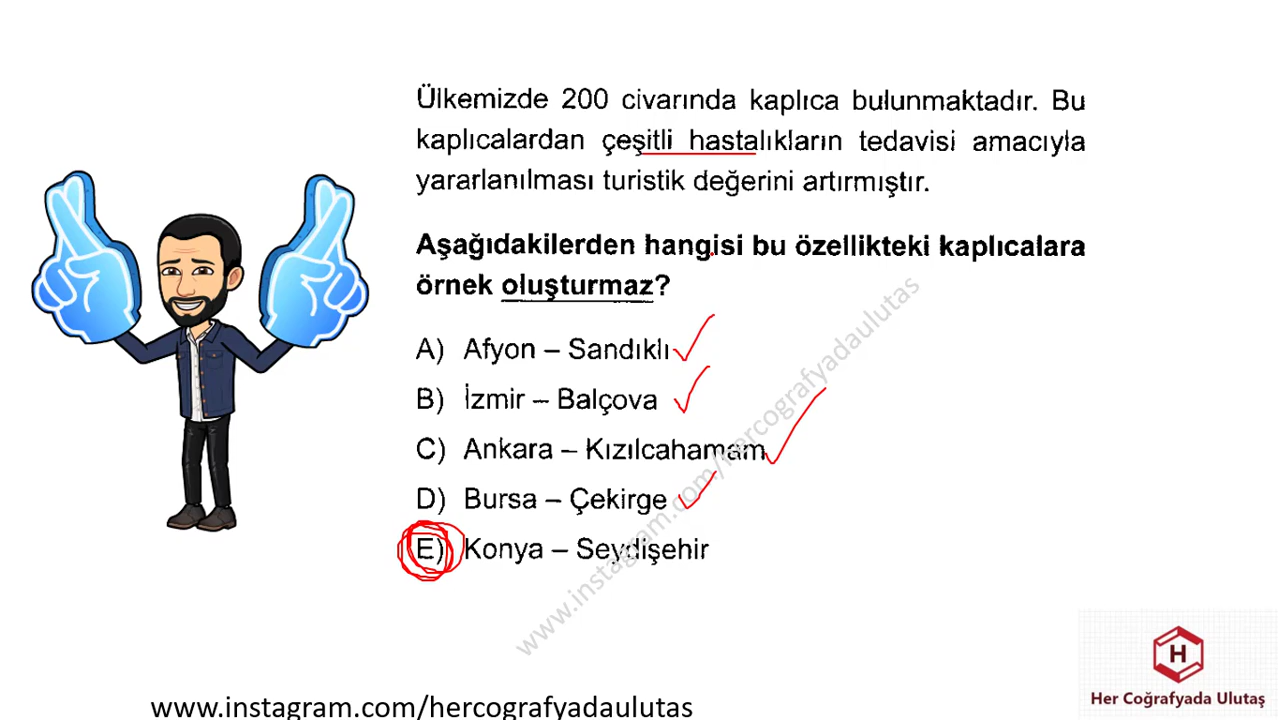 Ülkemizde 200 civarında kaplıca bulunmaktadır. Bu
kaplıcalardan çeşitli hastalıkların tedavisi amacıyla
yararlanılması turistik değerini artırmıştır.
Aşağıdakilerden hangisi bu özellikteki kaplıcalara
örnek oluşturmaz?
A) Afyon – Sandıklı
B) İzmir – Balçova
C) Ankara – Kızılcahamam
D) Bursa – Çekirge
E) Konya – Seydişehir
www.instagram.com/hercografyadaulutas
H
Her Coğrafyada Ulutaş
www.instagram.com/hercografyadaulutas